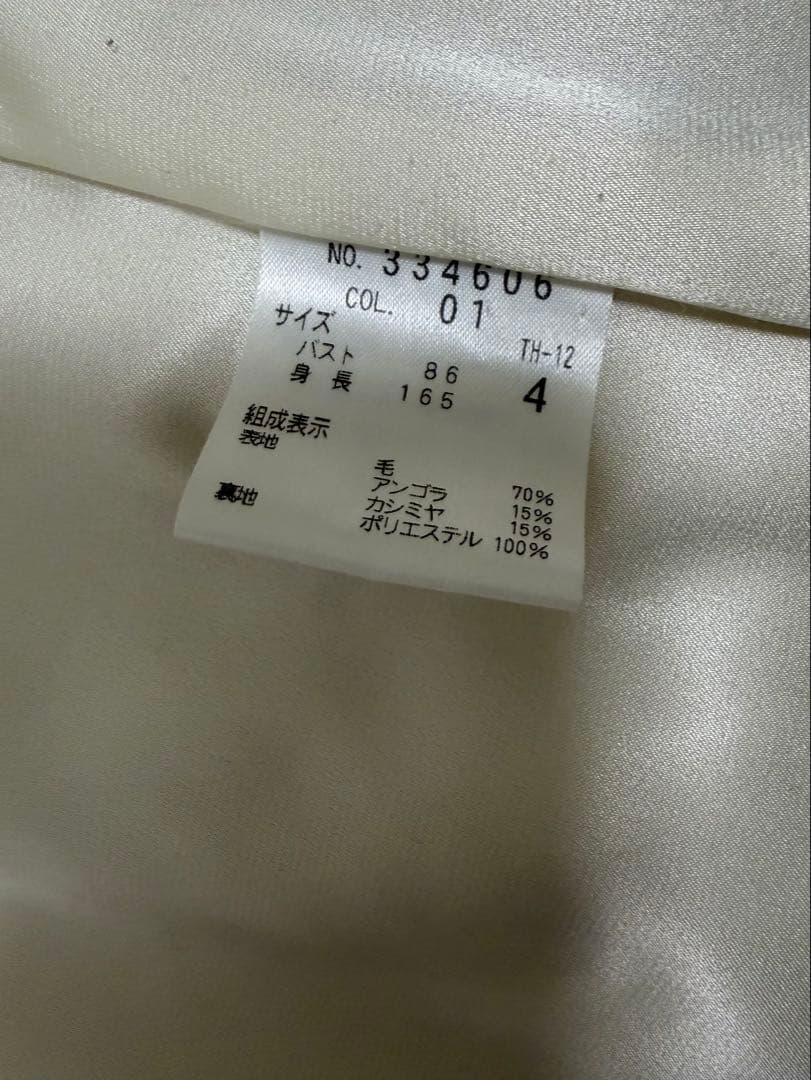 NO. 334606
COL. 01
サイズ TH-12
バスト 86
身長 165 4
組成表示
表地
毛 70%
アンゴラ 15%
カシミヤ 15%
裏地 ポリエステル 100%